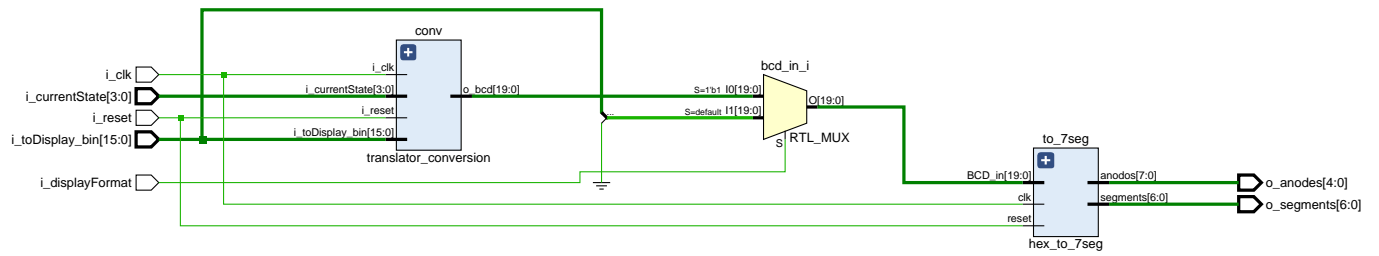 conv
i_clk
i_currentState[3:0]
i_reset
i_toDisplay_bin[15:0]
i_displayFormat
i_clk
i_currentState[3:0]
i_reset
i_toDisplay_bin[15:0]
o_bcd[19:0]
translator_conversion
...
bcd_in_i
S=1'b1 I0[19:0]
S=default I1[19:0]
O[19:0]
S
RTL_MUX
to_7seg
BCD_in[19:0]
clk
reset
anodos[7:0]
segments[6:0]
hex_to_7seg
o_anodes[4:0]
o_segments[6:0]